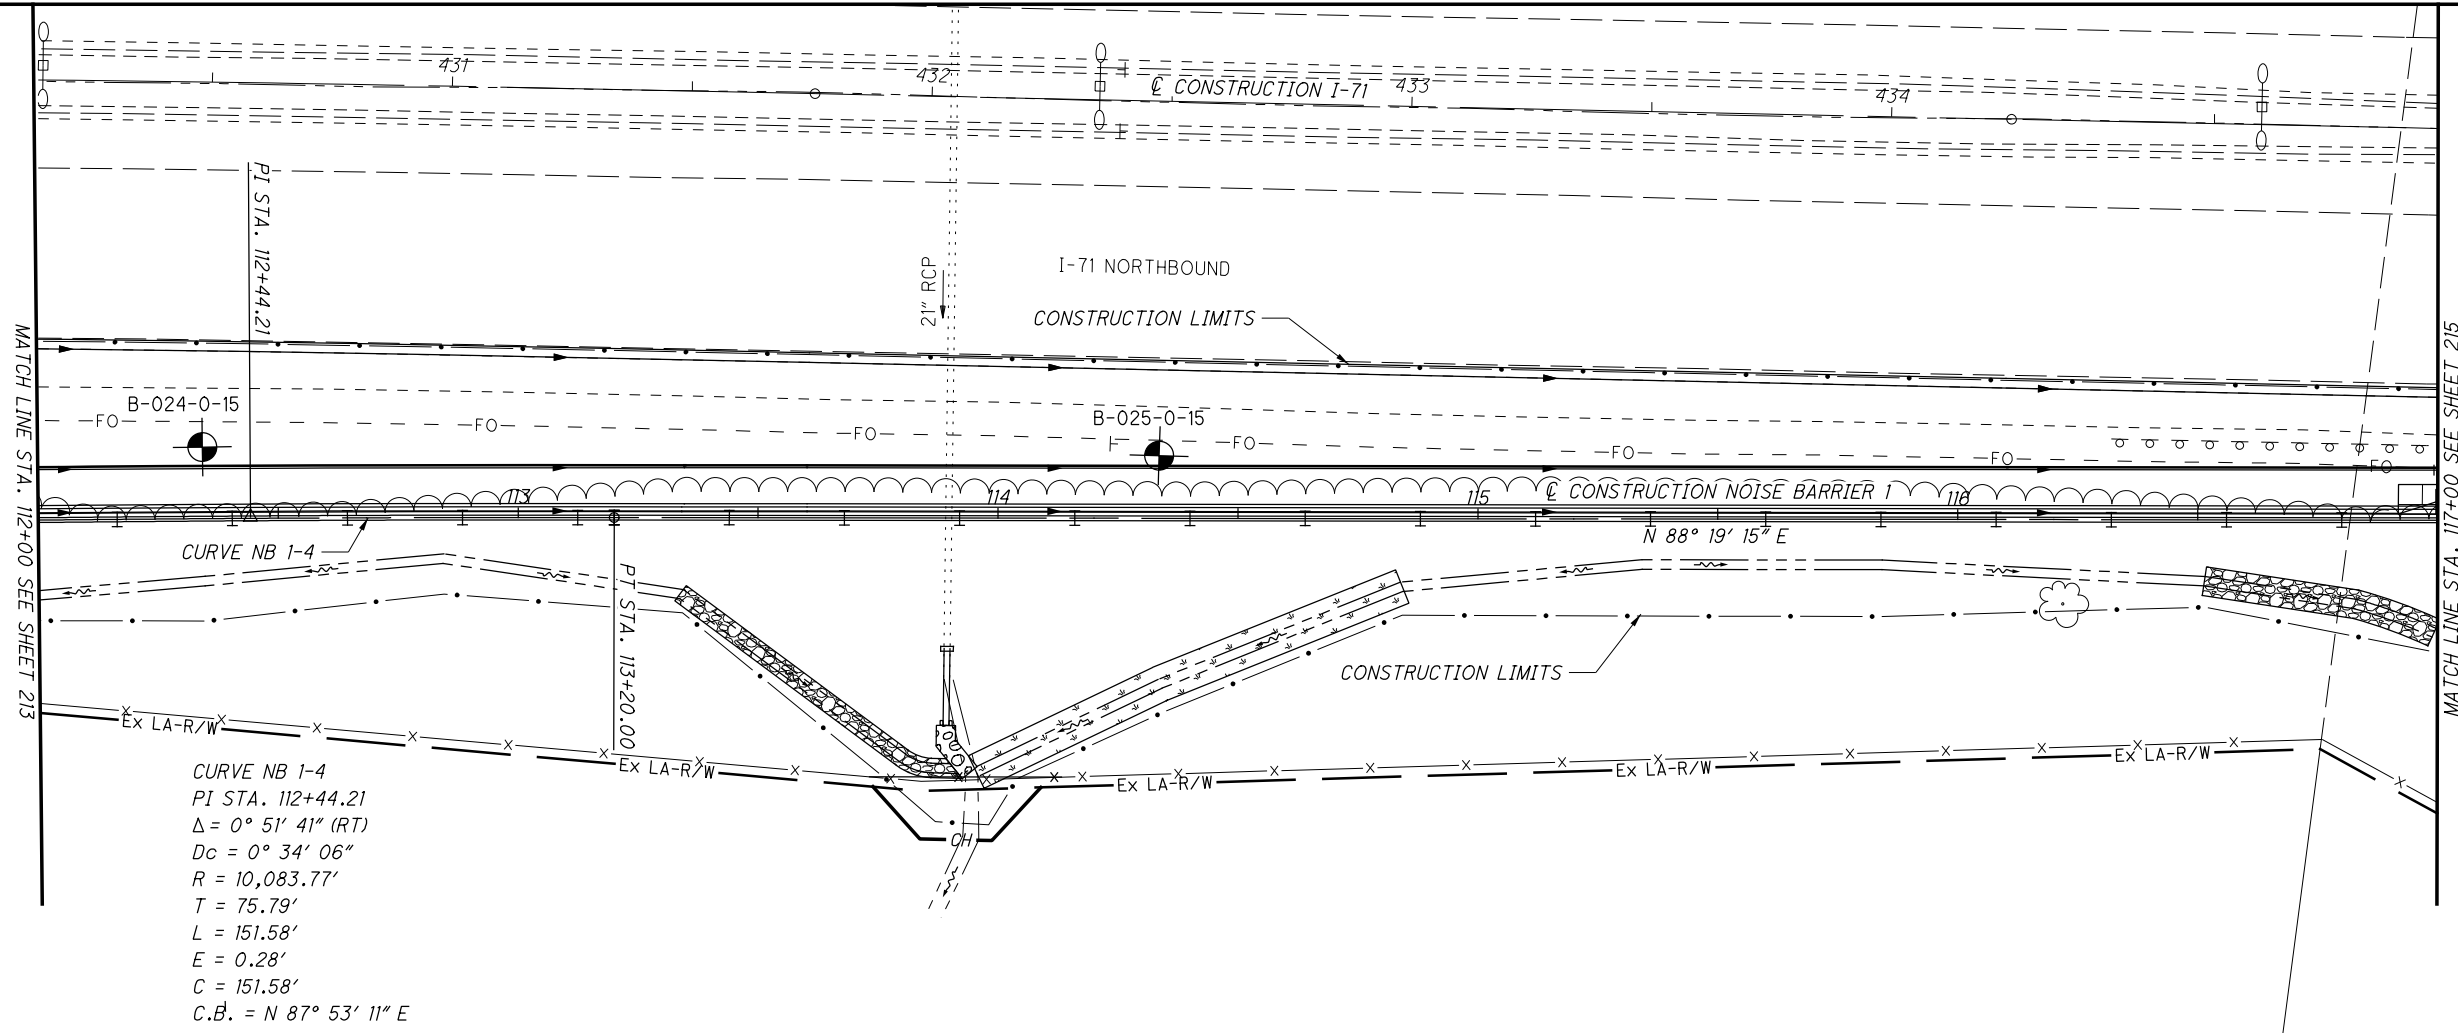 431
432
℄ CONSTRUCTION I-71
433
434
PI STA. 112+44.21
21" RCP
I-71 NORTHBOUND
CONSTRUCTION LIMITS
MATCH LINE STA. 112+00 SEE SHEET 213
MATCH LINE STA. 117+00 SEE SHEET 215
B-024-0-15
B-025-0-15
FO
FO
FO
FO
FO
FO
FO
113
114
115
℄ CONSTRUCTION NOISE BARRIER 1
116
N 88° 19' 15" E
CURVE NB 1-4
PT STA. 113+20.00
CONSTRUCTION LIMITS
Ex LA-R/W
Ex LA-R/W
Ex LA-R/W
Ex LA-R/W
Ex LA-R/W
CH
CURVE NB 1-4
PI STA. 112+44.21
Δ = 0° 51' 41" (RT)
Dc = 0° 34' 06"
R = 10,083.77'
T = 75.79'
L = 151.58'
E = 0.28'
C = 151.58'
C.B. = N 87° 53' 11" E